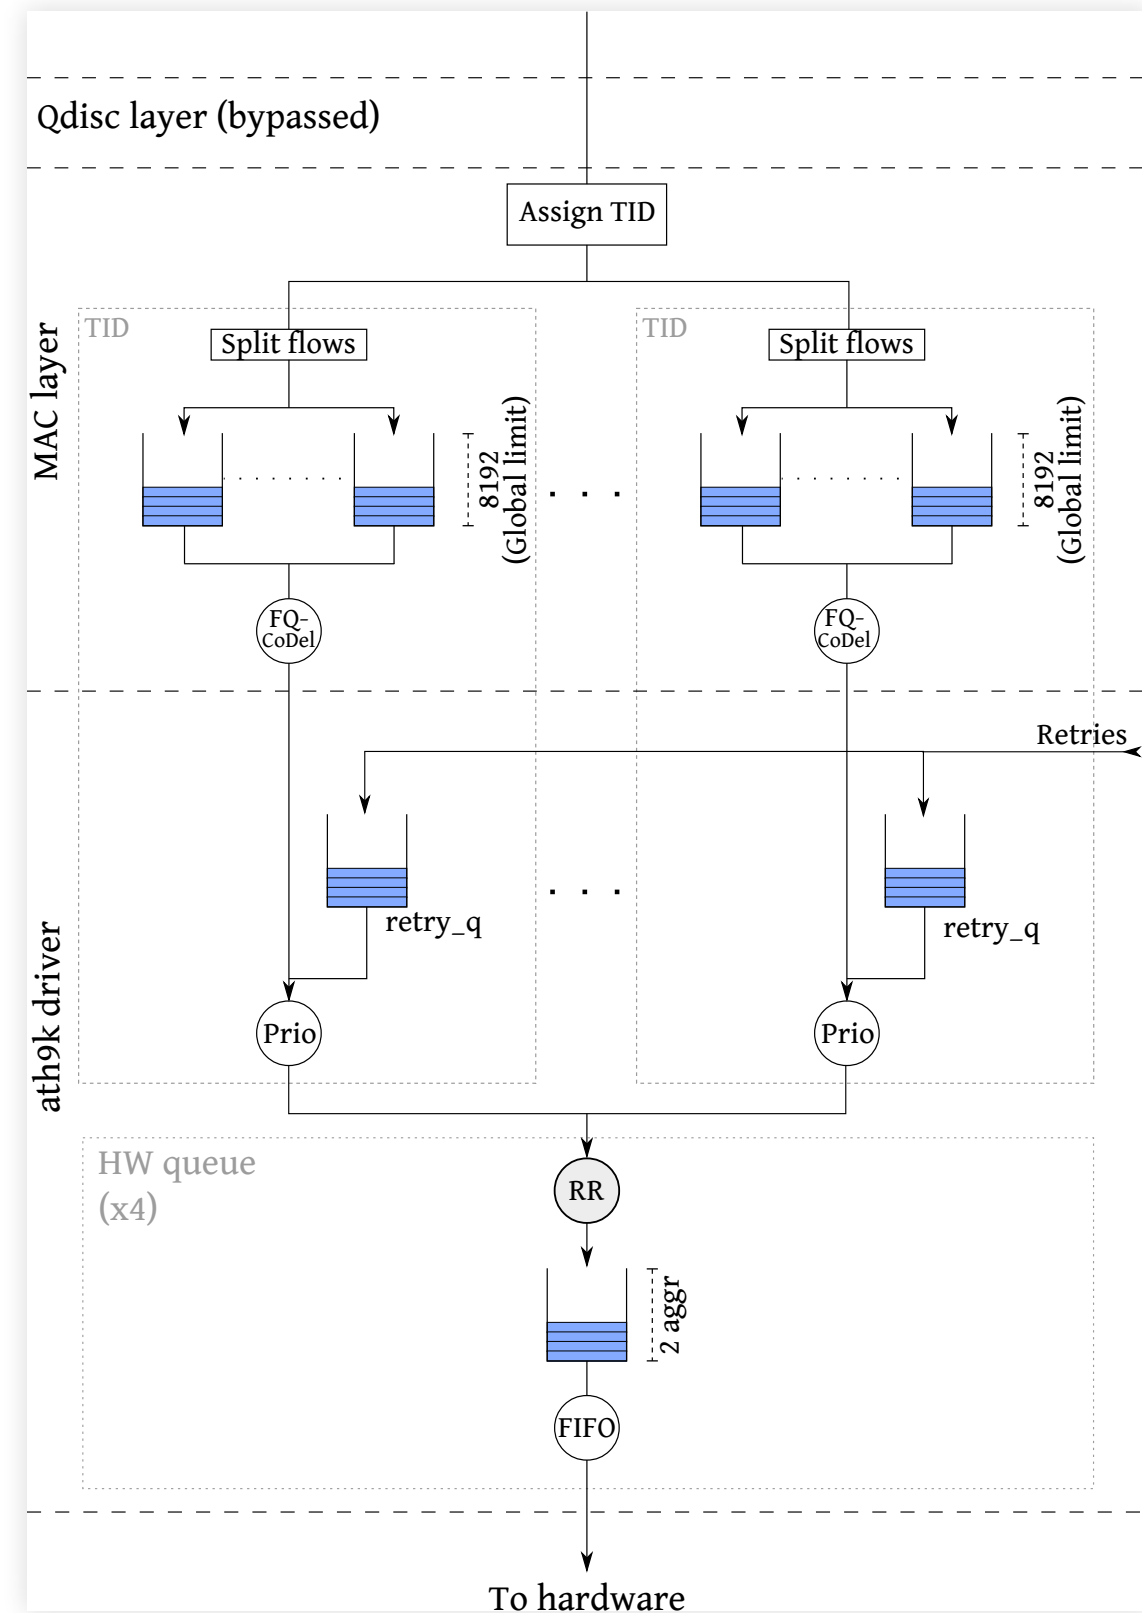 Qdisc layer (bypassed)
Assign TID
MAC layer
TID
Split flows
8192
(Global limit)
FQ-
CoDel
TID
Split flows
8192
(Global limit)
FQ-
CoDel
Retries
ath9k driver
retry_q
Prio
retry_q
Prio
HW queue
(x4)
RR
2 aggr
FIFO
To hardware